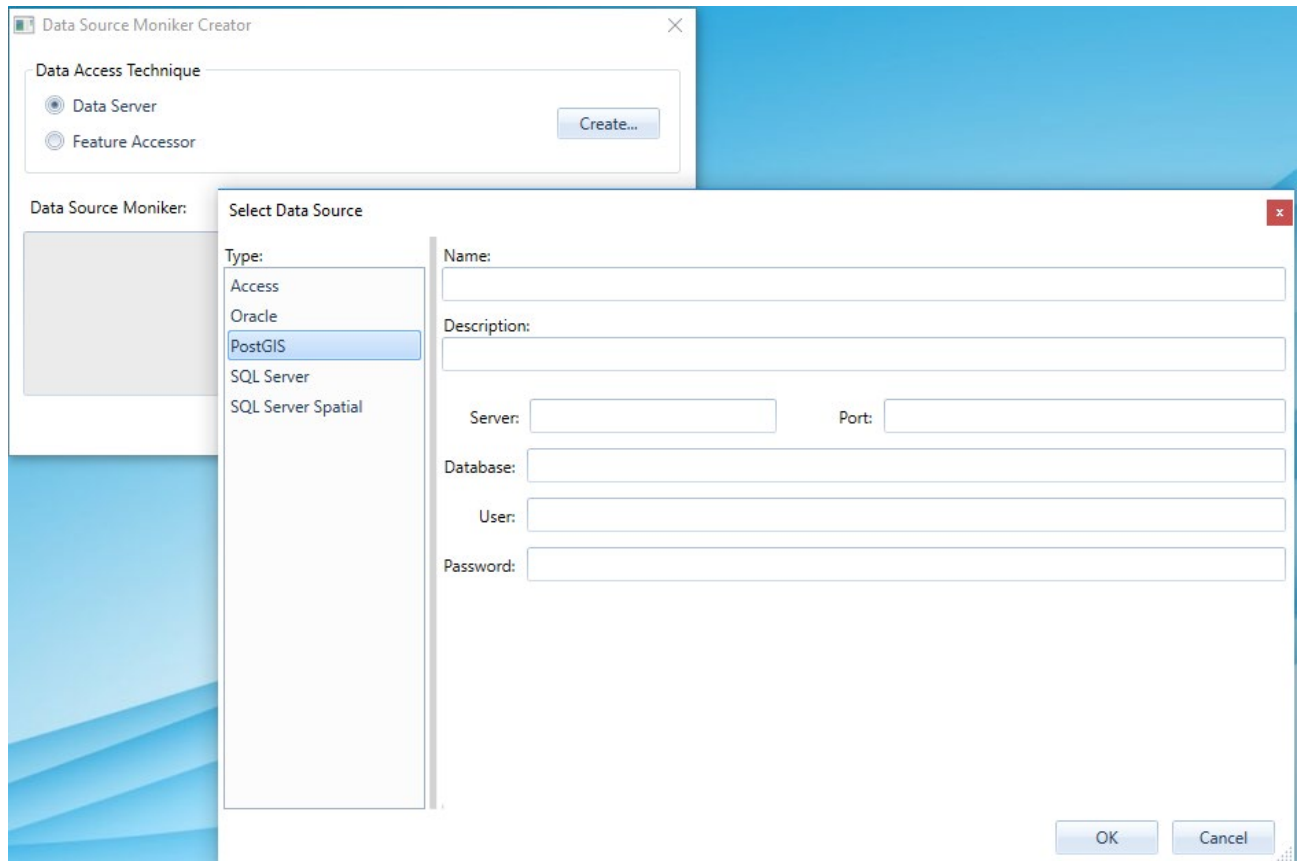 Data Source Moniker Creator
Data Access Technique
Data Server
Feature Accessor
Create...
Data Source Moniker:
Select Data Source
x
Type:
Access
Oracle
PostGIS
SQL Server
SQL Server Spatial
Name:
Description:
Server:
Port:
Database:
User:
Password:
OK
Cancel